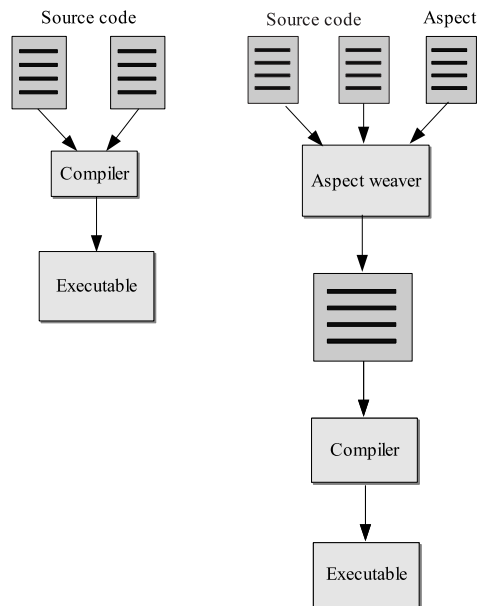 Source code
Compiler
Executable
Source code
Aspect
Aspect weaver
Compiler
Executable